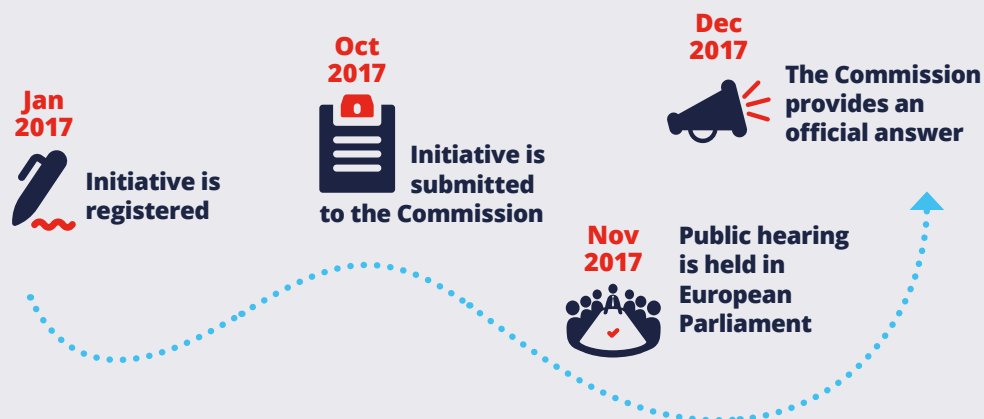 Jan
2017
Initiative is
registered
Oct
2017
Initiative is
submitted
to the Commission
Nov
2017
Public hearing
is held in
European
Parliament
Dec
2017
The Commission
provides an
official answer